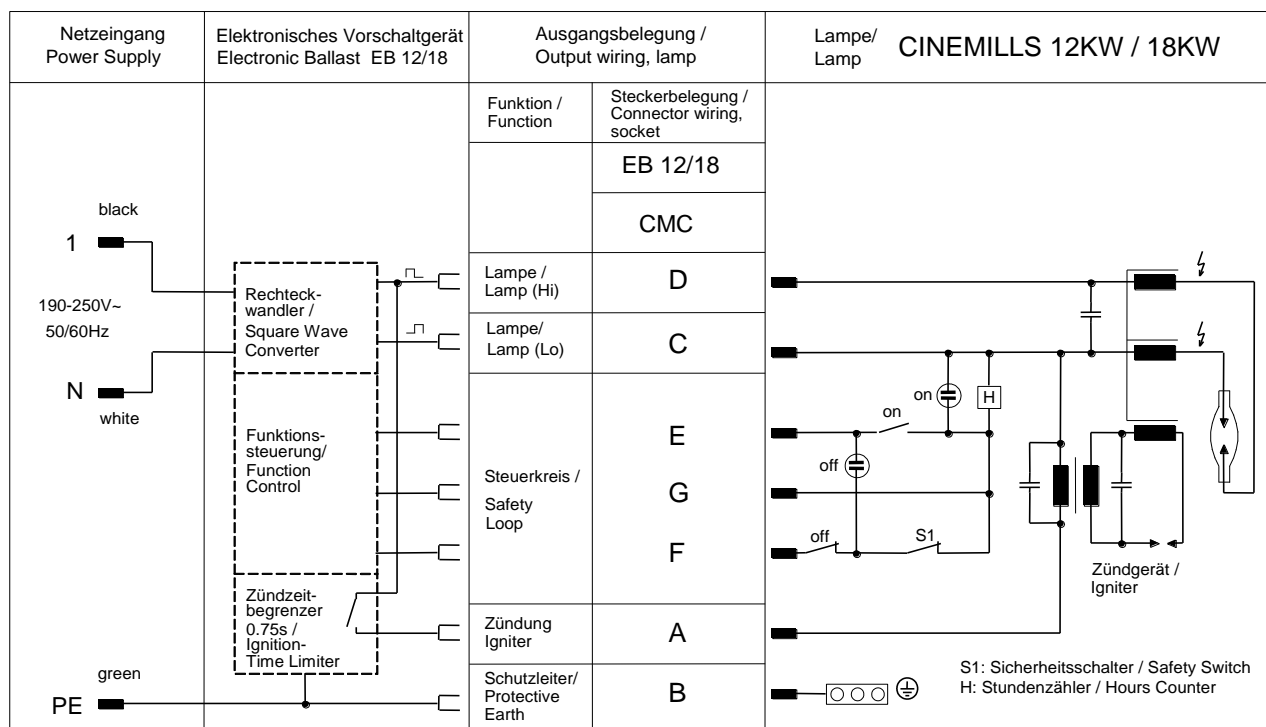 Netzeingang
Power Supply
Elektronisches Vorschaltgerät
Electronic Ballast EB 12/18
Ausgangsbelegung /
Output wiring, lamp
Lampe/
Lamp
CINEMILLS 12KW / 18KW
Funktion /
Function
Steckerbelegung /
Connector wiring,
socket
EB 12/18
CMC
black
1
190-250V~
50/60Hz
N
white
green
PE
Rechteck-
wandler /
Square Wave
Converter
Funktions-
steuerung/
Function
Control
Zündzeit-
begrenzer
0.75s /
Ignition-
Time Limiter
Lampe /
Lamp (Hi)
D
Lampe/
Lamp (Lo)
C
Steuerkreis /
Safety
Loop
E
G
F
Zündung
Igniter
A
Schutzleiter/
Protective
Earth
B
on
H
on
off
off
S1
Zündgerät /
Igniter
S1: Sicherheitsschalter / Safety Switch
H: Stundenzähler / Hours Counter